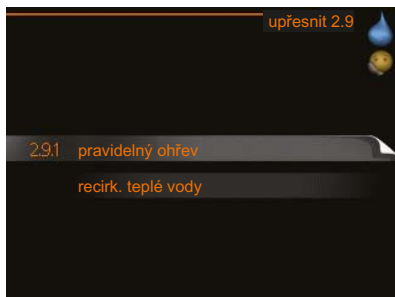 upřesnit 2.9
2.9.1 pravidelný ohřev
recirk. teplé vody